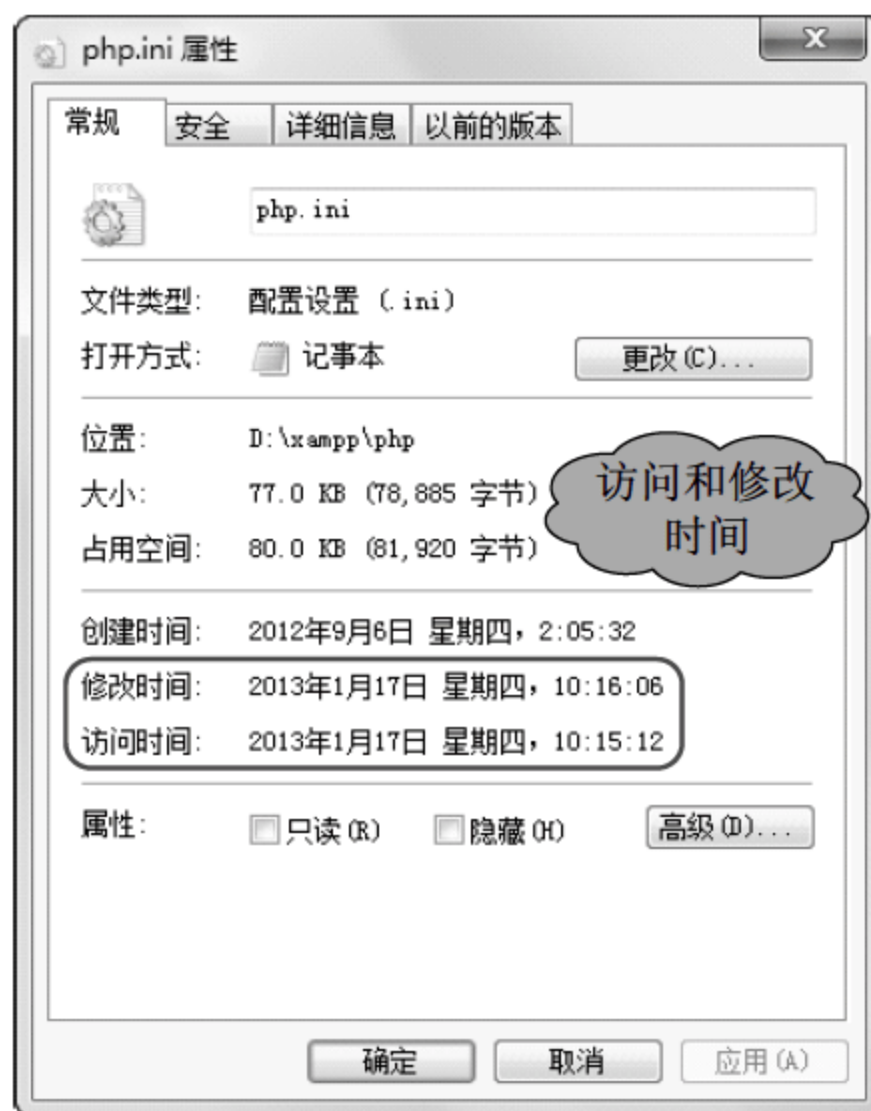 php.ini 属性
常规 安全 详细信息 以前的版本
php.ini
文件类型: 配置设置 (.ini)
打开方式: 记事本 更改(C)...
位置: D:\xampp\php
大小: 77.0 KB (78,885 字节)
占用空间: 80.0 KB (81,920 字节)
访问和修改
时间
创建时间: 2012年9月6日 星期四，2:05:32
修改时间: 2013年1月17日 星期四，10:16:06
访问时间: 2013年1月17日 星期四，10:15:12
属性: 只读(R) 隐藏(H) 高级(D)...
确定 取消 应用(A)